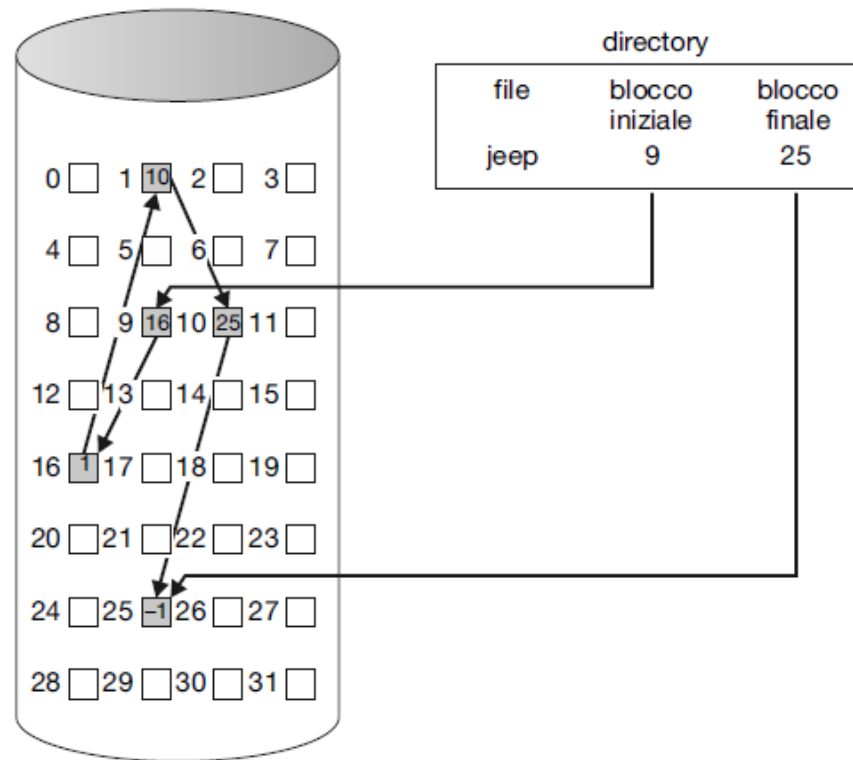 directory
file blocco blocco
iniziale finale
jeep 9 25
0 1 10 2 3
4 5 6 7
8 9 16 10 25 11
12 13 14 15
16 1 17 18 19
20 21 22 23
24 25 –1 26 27
28 29 30 31